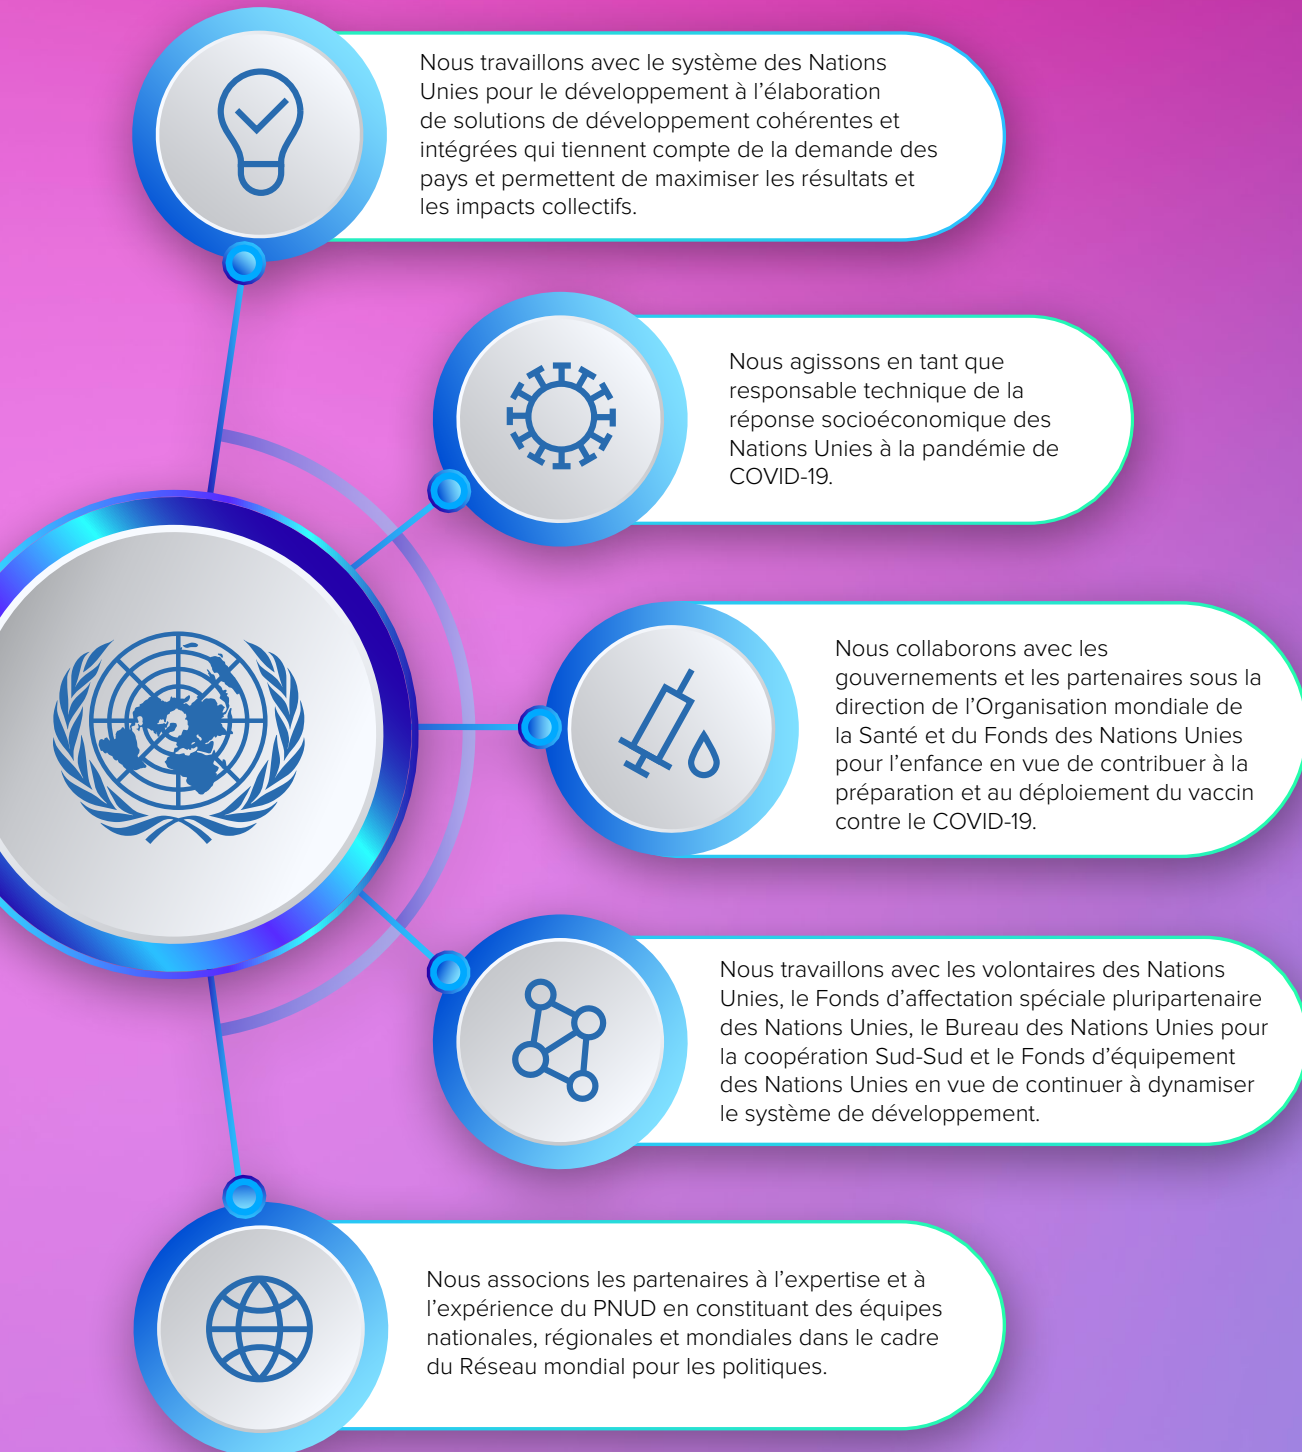 Nous travaillons avec le système des Nations
Unies pour le développement à l’élaboration
de solutions de développement cohérentes et
intégrées qui tiennent compte de la demande des
pays et permettent de maximiser les résultats et
les impacts collectifs.
Nous agissons en tant que
responsable technique de la
réponse socioéconomique des
Nations Unies à la pandémie de
COVID-19.
Nous collaborons avec les
gouvernements et les partenaires sous la
direction de l’Organisation mondiale de
la Santé et du Fonds des Nations Unies
pour l’enfance en vue de contribuer à la
préparation et au déploiement du vaccin
contre le COVID-19.
Nous travaillons avec les volontaires des Nations
Unies, le Fonds d’affectation spéciale pluripartenaire
des Nations Unies, le Bureau des Nations Unies pour
la coopération Sud-Sud et le Fonds d’équipement
des Nations Unies en vue de continuer à dynamiser
le système de développement.
Nous associons les partenaires à l’expertise et à
l’expérience du PNUD en constituant des équipes
nationales, régionales et mondiales dans le cadre
du Réseau mondial pour les politiques.